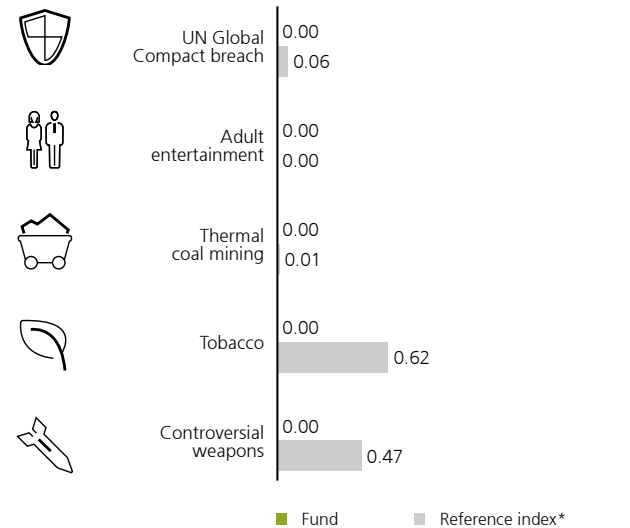 0.00
UN Global
Compact breach
0.06
0.00
Adult
entertainment
0.00
0.00
Thermal
coal mining
0.01
0.00
Tobacco
0.62
0.00
Controversial
weapons
0.47
Fund
Reference index*